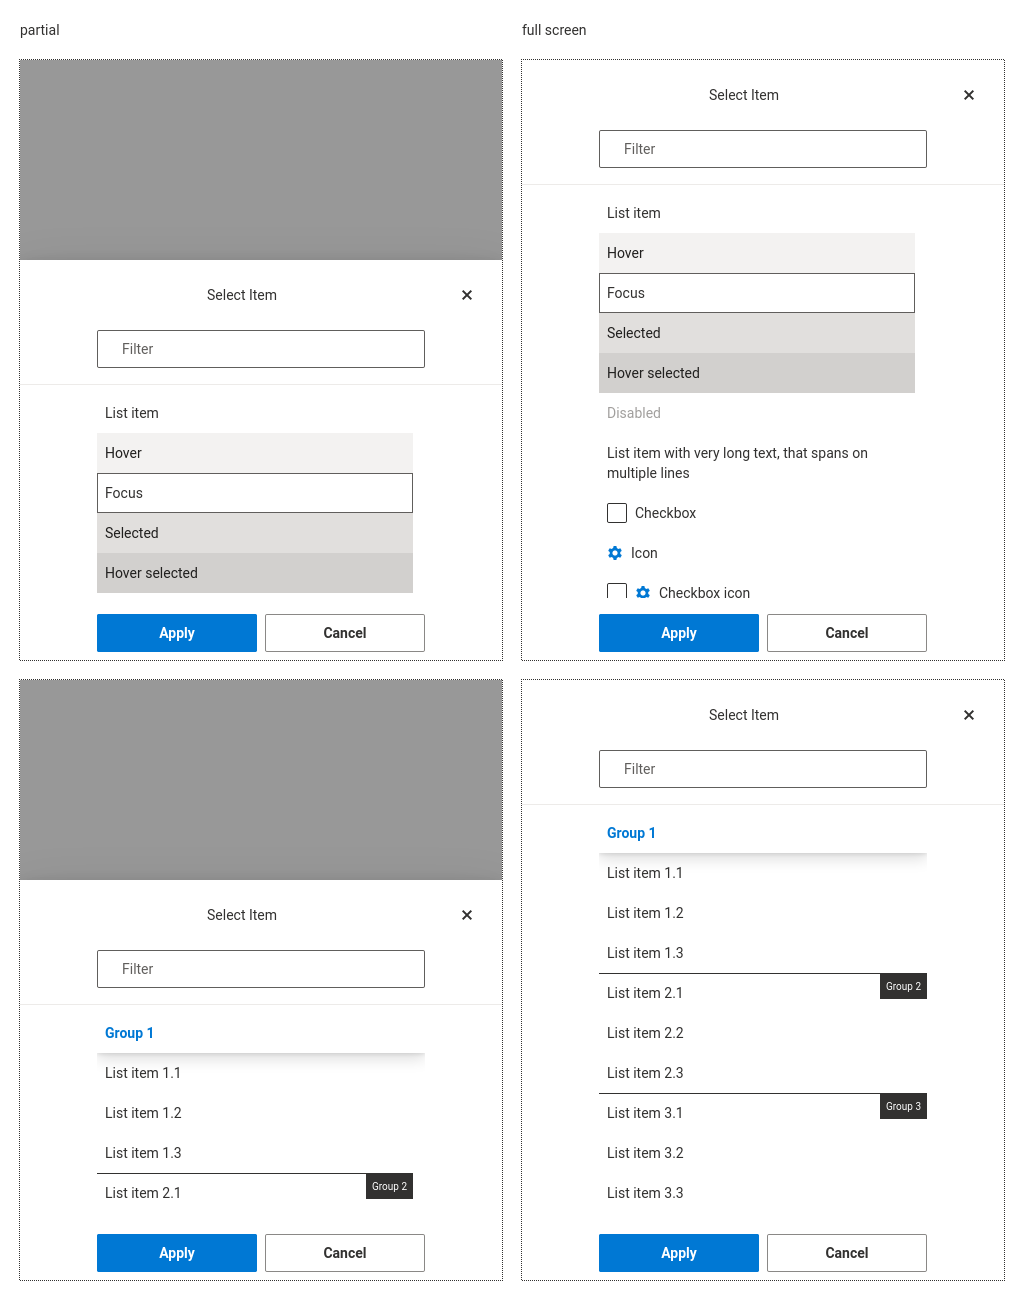 partial
full screen
Select Item
Filter
List item
Hover
Focus
Selected
Hover selected
Apply
Cancel
Select Item
Filter
List item
Hover
Focus
Selected
Hover selected
Disabled
List item with very long text, that spans on
multiple lines
Checkbox
Icon
Checkbox icon
Apply
Cancel
Select Item
Filter
Group 1
List item 1.1
List item 1.2
List item 1.3
Group 2
List item 2.1
Apply
Cancel
Select Item
Filter
Group 1
List item 1.1
List item 1.2
List item 1.3
Group 2
List item 2.1
List item 2.2
List item 2.3
Group 3
List item 3.1
List item 3.2
List item 3.3
Apply
Cancel